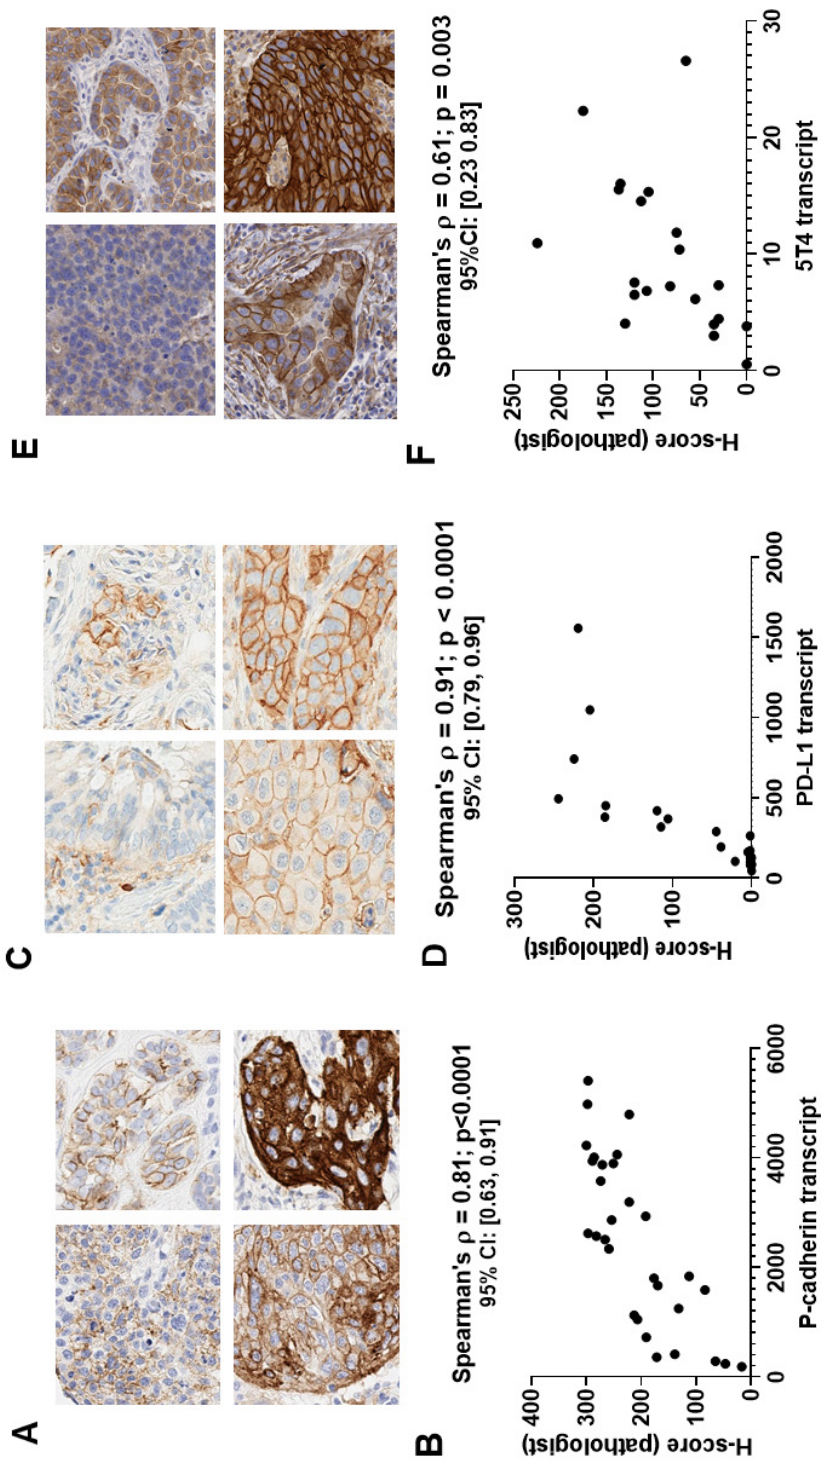 A
C
E
B
Spearman's ρ = 0.81; p<0.0001
95% CI: [0.63, 0.91]
H-score (pathologist)
400
300
200
100
0
0 2000 4000 6000
P-cadherin transcript
D
Spearman's ρ = 0.91; p < 0.0001
95% CI: [0.79, 0.96]
H-score (pathologist)
300
200
100
0
0 500 1000 1500 2000
PD-L1 transcript
F
Spearman's ρ = 0.61; p = 0.003
95%CI: [0.23 0.83]
H-score (pathologist)
250
200
150
100
50
0
0 10 20 30
5T4 transcript